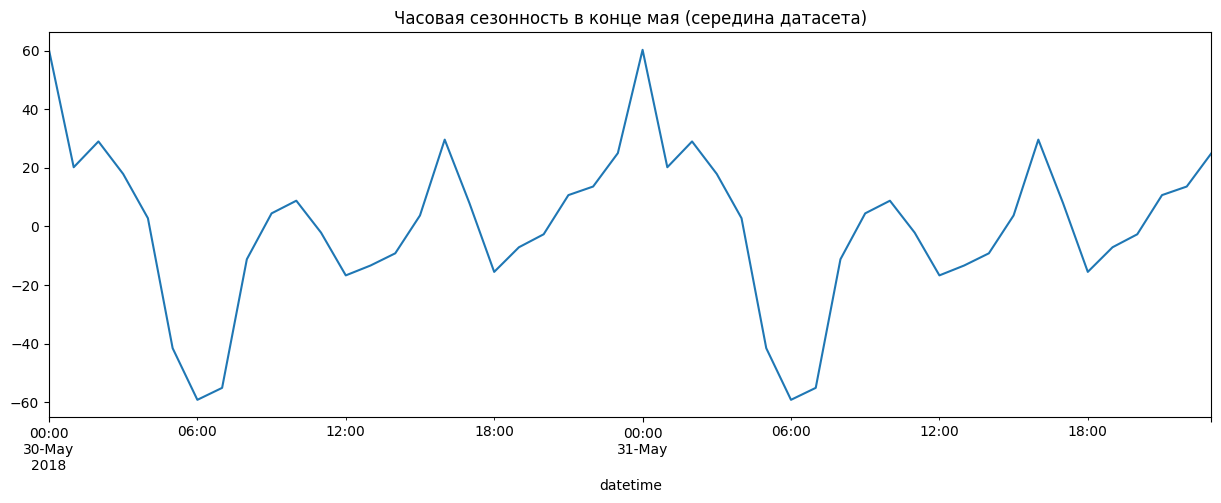 Часовая сезонность в конце мая (середина датасета)
60
40
20
0
−20
−40
−60
00:00 06:00 12:00 18:00 00:00 06:00 12:00 18:00
30-May 31-May
2018
datetime